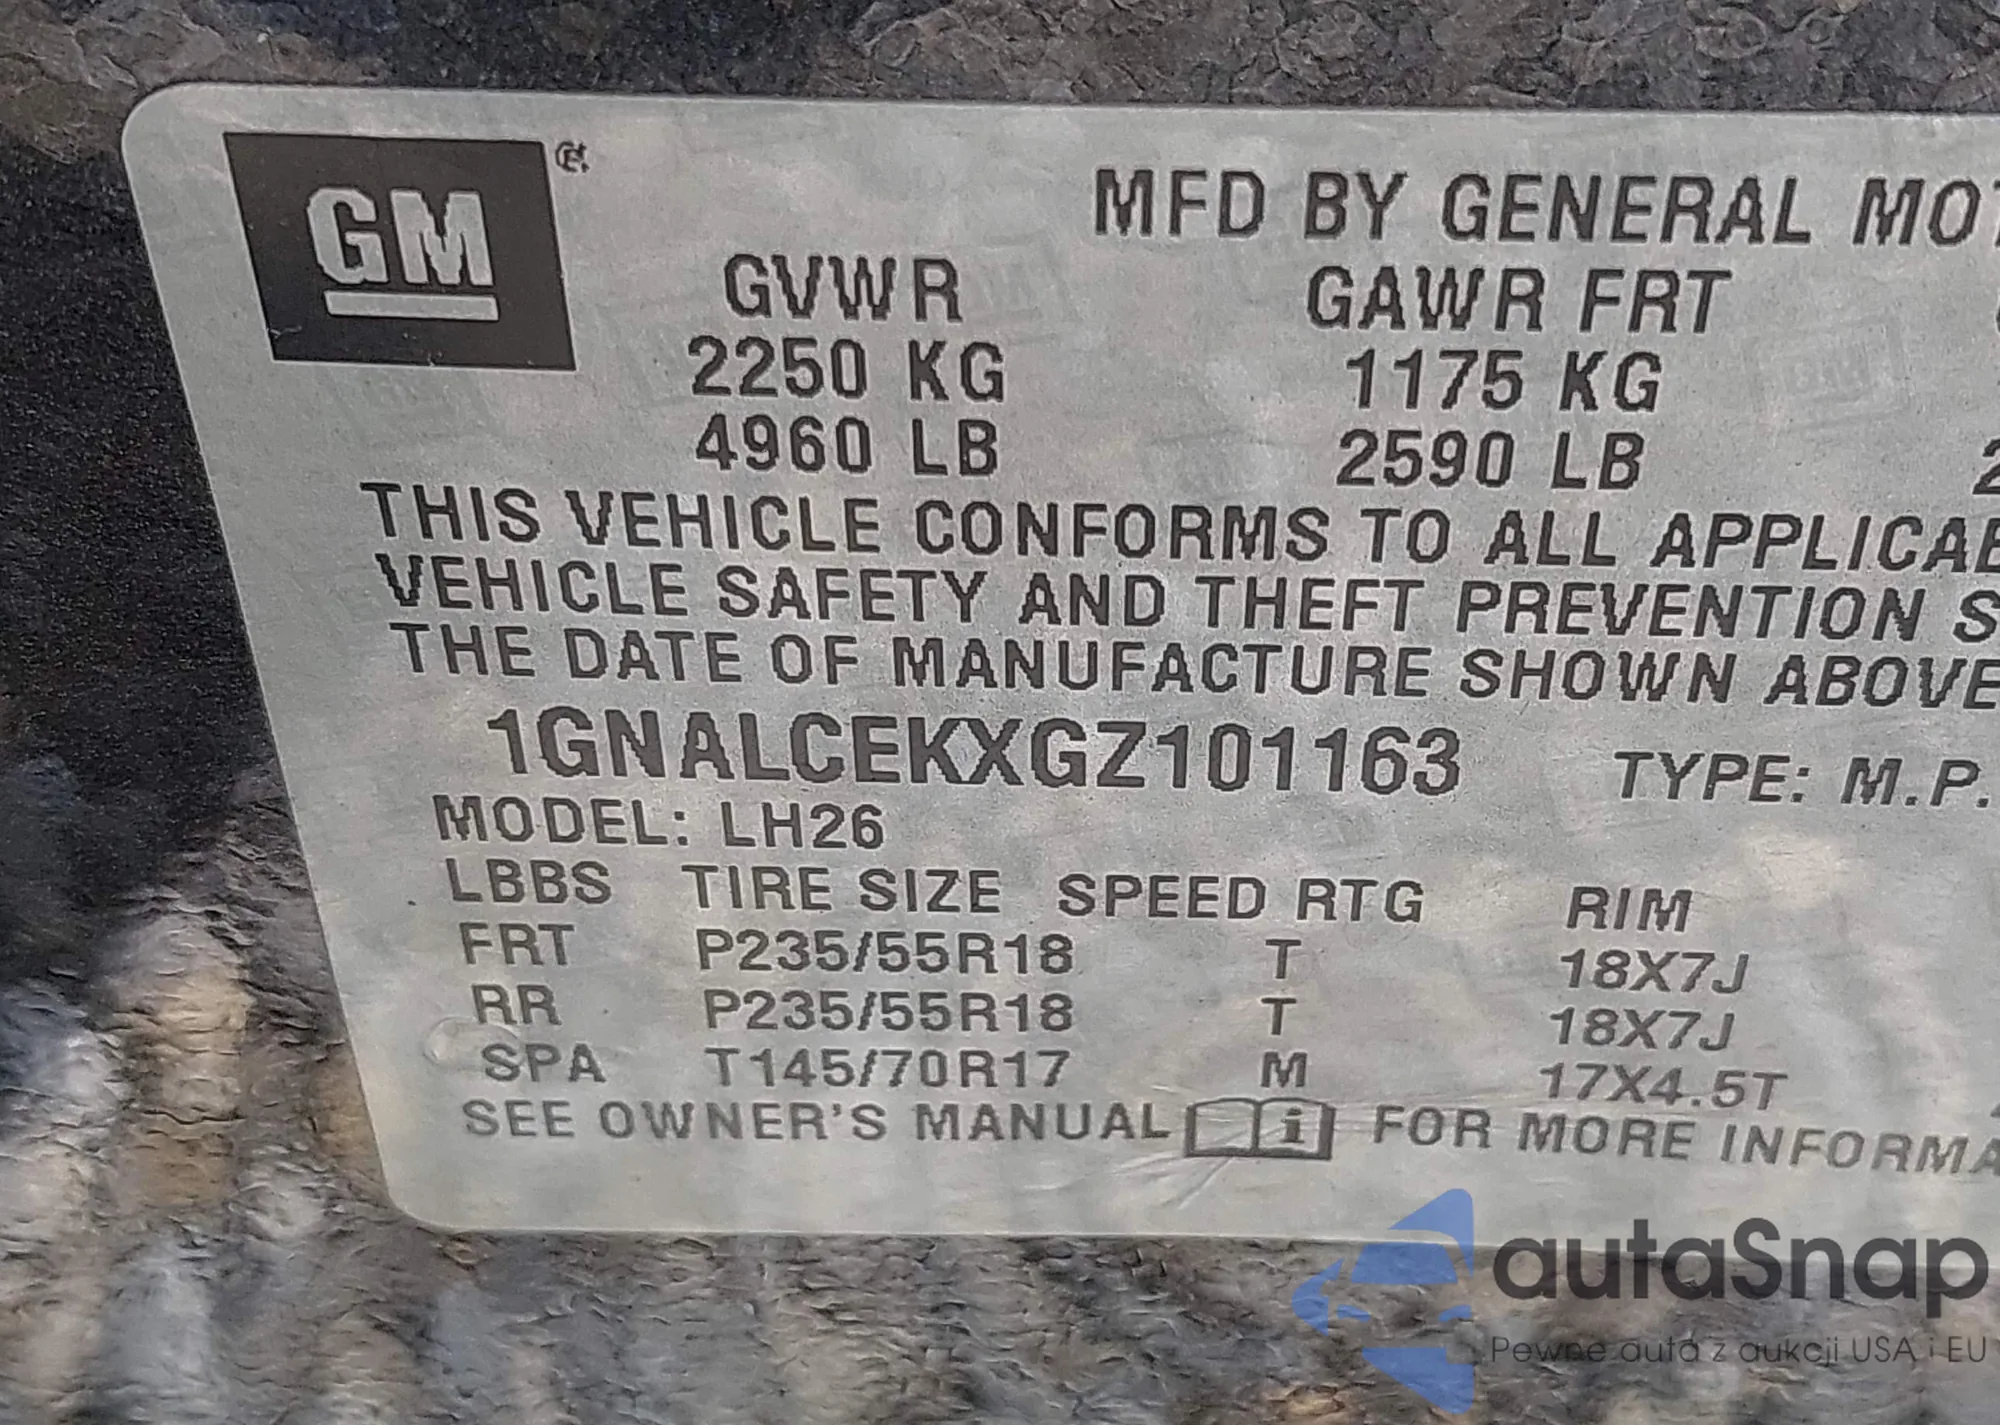 GM
MFD BY GENERAL MOT
GVWR GAWR FRT
2250 KG 1175 KG
4960 LB 2590 LB 2
THIS VEHICLE CONFORMS TO ALL APPLICAB
VEHICLE SAFETY AND THEFT PREVENTION S
THE DATE OF MANUFACTURE SHOWN ABOVE
1GNALCEKXGZ101163 TYPE: M.P.
MODEL: LH26
LBBS TIRE SIZE SPEED RTG RIM
FRT P235/55R18 T 18X7J
RR P235/55R18 T 18X7J
SPA T145/70R17 M 17X4.5T
SEE OWNER'S MANUAL i FOR MORE INFORMA
autaSnap
Pewne auta z aukcji USA i EU